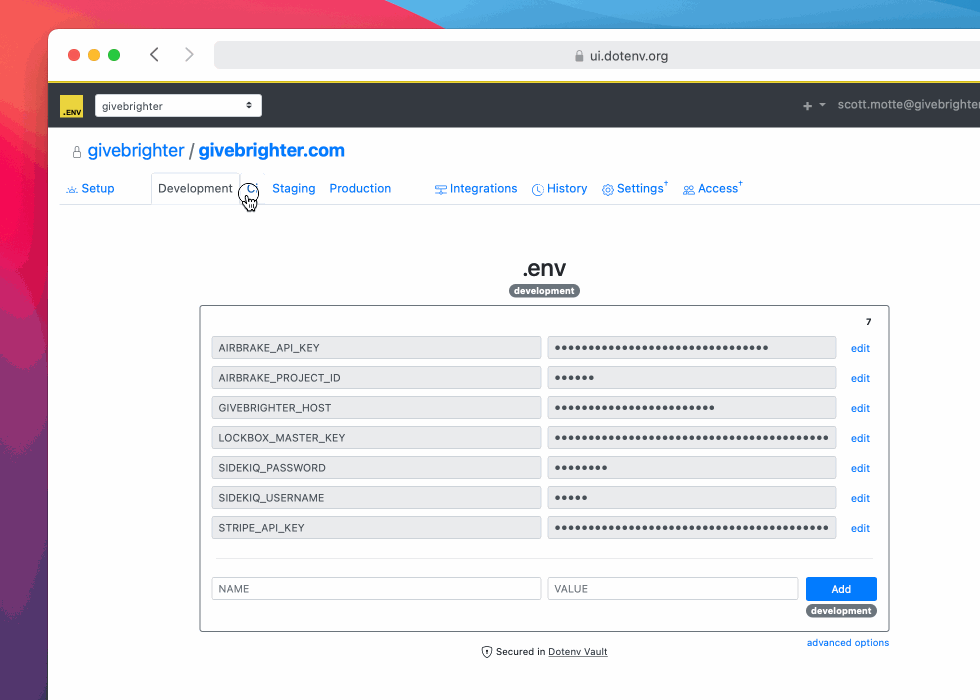 ui.dotenv.org
.ENV
givebrighter
+
scott.motte@givebrighter
givebrighter / givebrighter.com
Setup
Development
Staging
Production
Integrations
History
Settings+
Access+
.env
development
7
AIRBRAKE_API_KEY
edit
AIRBRAKE_PROJECT_ID
edit
GIVEBRIGHTER_HOST
edit
LOCKBOX_MASTER_KEY
edit
SIDEKIQ_PASSWORD
edit
SIDEKIQ_USERNAME
edit
STRIPE_API_KEY
edit
NAME
VALUE
Add
development
advanced options
Secured in Dotenv Vault